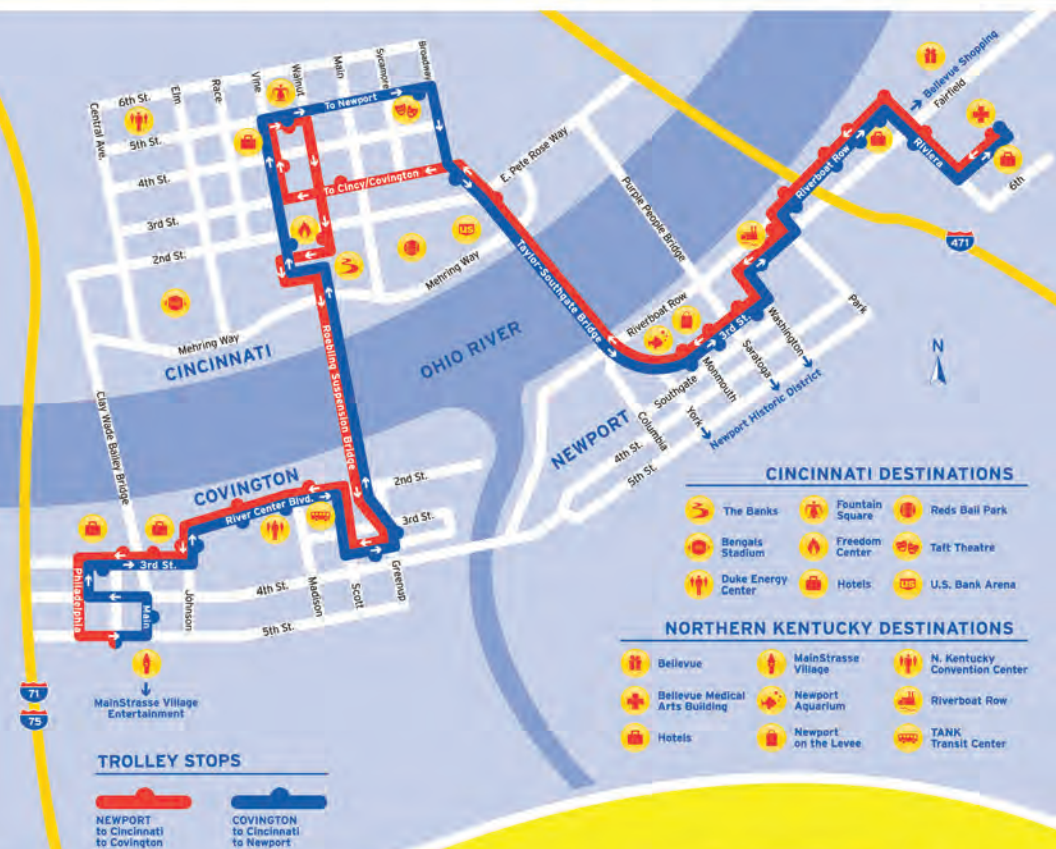 6th St.
5th St.
4th St.
3rd St.
2nd St.
Central Ave.
Elm
Race
Vine
Walnut
Main
Sycamore
Broadway
To Newport
To Cincy/Covington
E. Pete Rose Way
Mehring Way
Mehring Way
US
CINCINNATI
OHIO RIVER
Clay Wade Bailey Bridge
Roebling Suspension Bridge
Taylor-Southgate Bridge
Purple People Bridge
Riverboat Row
Riverboat Row
Bellevue Shopping
Fairfield
Riviera
6th
471
3rd St.
Park
Washington
Saratoga
Monmouth
Southgate
York
Columbia
4th St.
5th St.
Newport Historic District
NEWPORT
N
COVINGTON
River Center Blvd.
2nd St.
3rd St.
3rd St.
4th St.
5th St.
Philadelphia
Main
Johnson
Madison
Scott
Greenup
71
75
MainStrasse Village
Entertainment
TROLLEY STOPS
NEWPORT
to Cincinnati
to Covington
COVINGTON
to Cincinnati
to Newport
CINCINNATI DESTINATIONS
The Banks
Fountain
Square
Reds Ball Park
Bengals
Stadium
Freedom
Center
Taft Theatre
Duke Energy
Center
Hotels
US
U.S. Bank Arena
NORTHERN KENTUCKY DESTINATIONS
Bellevue
MainStrasse
Village
N. Kentucky
Convention Center
Bellevue Medical
Arts Building
Newport
Aquarium
Riverboat Row
Hotels
Newport
on the Levee
TANK
Transit Center